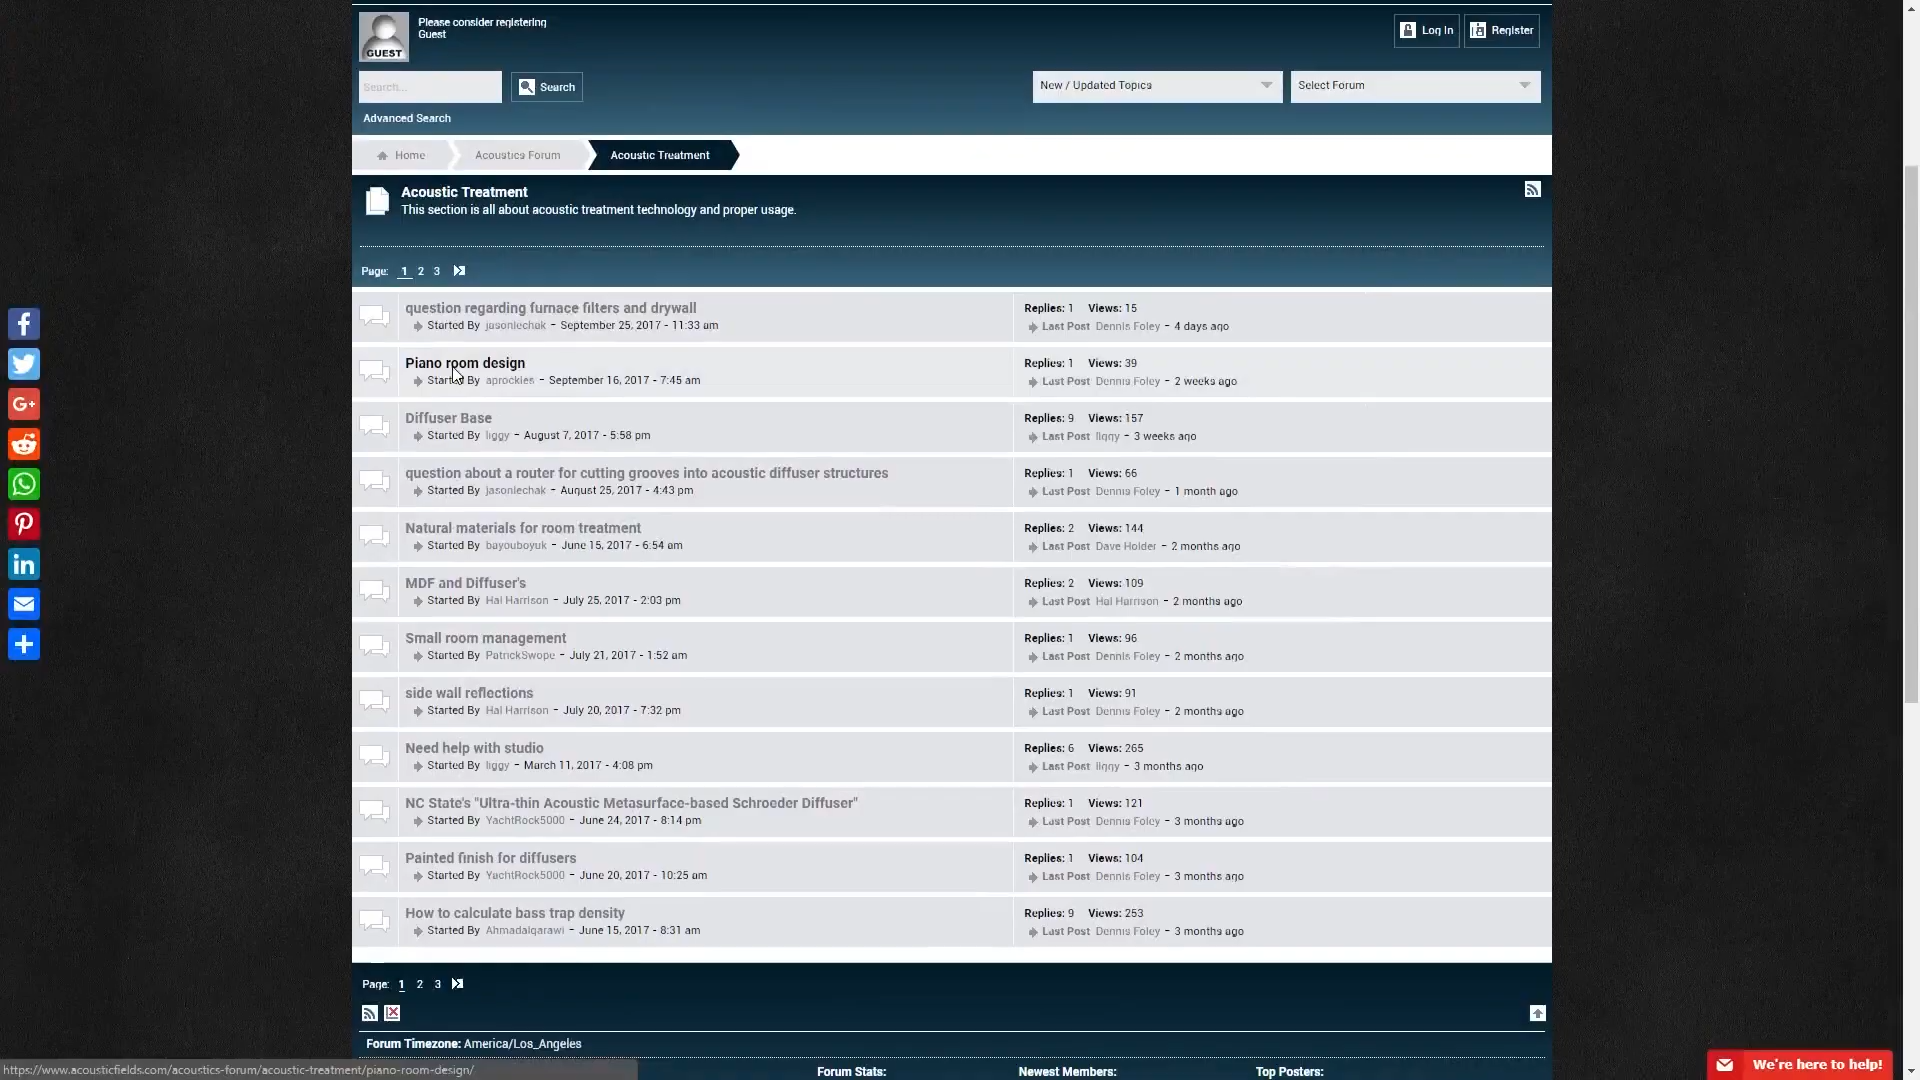 Please consider registering
Guest
GUEST
Log In
Register
Search...
Search
New / Updated Topics
Select Forum
Advanced Search
Home
Acoustics Forum
Acoustic Treatment
Acoustic Treatment
This section is all about acoustic treatment technology and proper usage.
Page: 1 2 3
question regarding furnace filters and drywall
Replies: 1 Views: 15
Started By jasonlechak - September 25, 2017 - 11:33 am
Last Post Dennis Foley - 4 days ago
Piano room design
Replies: 1 Views: 39
Started By aprockies - September 16, 2017 - 7:45 am
Last Post Dennis Foley - 2 weeks ago
Diffuser Base
Replies: 9 Views: 157
Started By liggy - August 7, 2017 - 5:58 pm
Last Post liggy - 3 weeks ago
question about a router for cutting grooves into acoustic diffuser structures
Replies: 1 Views: 66
Started By jasonlechak - August 25, 2017 - 4:43 pm
Last Post Dennis Foley - 1 month ago
Natural materials for room treatment
Replies: 2 Views: 144
Started By bayouboyuk - June 15, 2017 - 6:54 am
Last Post Dave Holder - 2 months ago
MDF and Diffuser's
Replies: 2 Views: 109
Started By Hal Harrison - July 25, 2017 - 2:03 pm
Last Post Hal Harrison - 2 months ago
Small room management
Replies: 1 Views: 96
Started By PatrickSwope - July 21, 2017 - 1:52 am
Last Post Dennis Foley - 2 months ago
side wall reflections
Replies: 1 Views: 91
Started By Hal Harrison - July 20, 2017 - 7:32 pm
Last Post Dennis Foley - 2 months ago
Need help with studio
Replies: 6 Views: 265
Started By liggy - March 11, 2017 - 4:08 pm
Last Post liggy - 3 months ago
NC State's "Ultra-thin Acoustic Metasurface-based Schroeder Diffuser"
Replies: 1 Views: 121
Started By YachtRock5000 - June 24, 2017 - 8:14 pm
Last Post Dennis Foley - 3 months ago
Painted finish for diffusers
Replies: 1 Views: 104
Started By YachtRock5000 - June 20, 2017 - 10:25 am
Last Post Dennis Foley - 3 months ago
How to calculate bass trap density
Replies: 9 Views: 253
Started By Ahmadalqarawi - June 15, 2017 - 8:31 am
Last Post Dennis Foley - 3 months ago
Page: 1 2 3
Forum Timezone: America/Los_Angeles
https://www.acousticfields.com/acoustics-forum/acoustic-treatment/piano-room-design/
Forum Stats:
Newest Members:
Top Posters:
We're here to help!